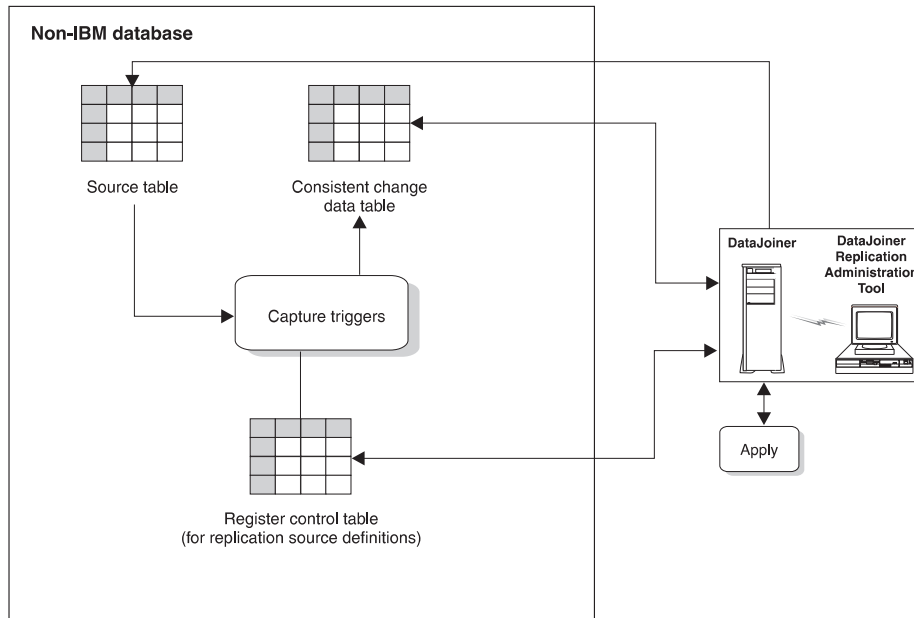 Non-IBM database
Source table
Consistent change
data table
DataJoiner
DataJoiner
Replication
Administration
Tool
Capture triggers
Apply
Register control table
(for replication source definitions)